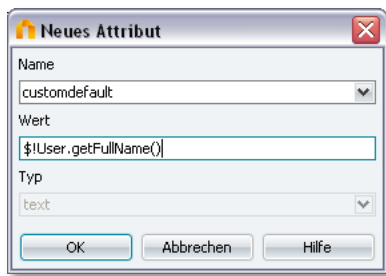 Neues Attribut
Name
customdefault
Wert
$!User.getFullName()
Typ
text
OK Abbrechen Hilfe